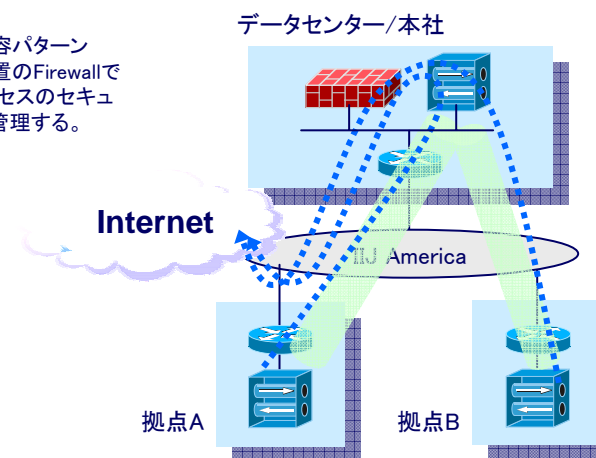 データセンター/本社
容パターン
置のFirewallで
セスのセキュ
管理する。
Internet
IIJ America
拠点A
拠点B